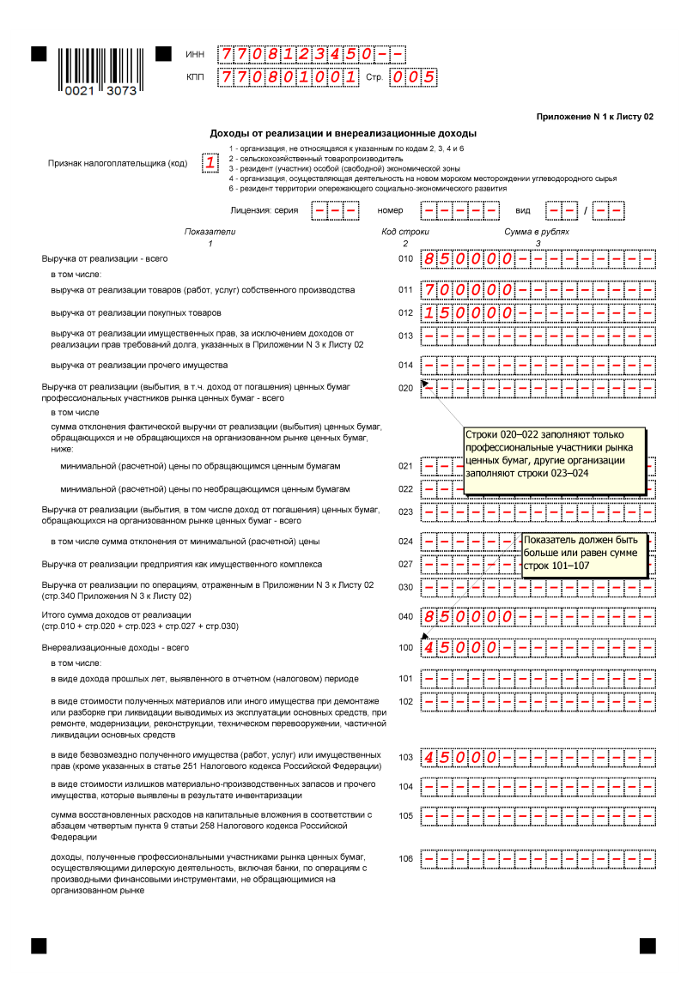 ИНН 7708123450--
КПП 770801001 Стр. 005
0021 3073
Приложение N 1 к Листу 02
Доходы от реализации и внереализационные доходы
Признак налогоплательщика (код) 1
1 - организация, не относящаяся к указанным по кодам 2, 3, 4 и 6
2 - сельскохозяйственный товаропроизводитель
3 - резидент (участник) особой (свободной) экономической зоны
4 - организация, осуществляющая деятельность на новом морском месторождении углеводородного сырья
6 - резидент территории опережающего социально-экономического развития
Лицензия: серия --- номер ----- вид -- / --
Показатели Код строки Сумма в рублях
1 2 3
Выручка от реализации - всего 010 850000---------
в том числе:
выручка от реализации товаров (работ, услуг) собственного производства 011 700000---------
выручка от реализации покупных товаров 012 150000---------
выручка от реализации имущественных прав, за исключением доходов от
реализации прав требований долга, указанных в Приложении N 3 к Листу 02 013 ---------------
выручка от реализации прочего имущества 014 ---------------
Выручка от реализации (выбытия, в т.ч. доход от погашения) ценных бумаг 020 ---------------
профессиональных участников рынка ценных бумаг - всего
в том числе
сумма отклонения фактической выручки от реализации (выбытия) ценных бумаг,
обращающихся и не обращающихся на организованном рынке ценных бумаг,
ниже:
Строки 020–022 заполняют только
профессиональные участники рынка
ценных бумаг, другие организации
заполняют строки 023–024
минимальной (расчетной) цены по обращающимся ценным бумагам 021 ---
минимальной (расчетной) цены по необращающимся ценным бумагам 022 ---
Выручка от реализации (выбытия, в том числе доход от погашения) ценных бумаг, 023 ---------------
обращающихся на организованном рынке ценных бумаг - всего
в том числе сумма отклонения от минимальной (расчетной) цены 024 ------
Показатель должен быть
больше или равен сумме
строк 101–107
Выручка от реализации предприятия как имущественного комплекса 027 ------
Выручка от реализации по операциям, отраженным в Приложении N 3 к Листу 02 030 ---------------
(стр.340 Приложения N 3 к Листу 02)
Итого сумма доходов от реализации 040 850000---------
(стр.010 + стр.020 + стр.023 + стр.027 + стр.030)
Внереализационные доходы - всего 100 45000----------
в том числе:
в виде дохода прошлых лет, выявленного в отчетном (налоговом) периоде 101 ---------------
в виде стоимости полученных материалов или иного имущества при демонтаже 102 ---------------
или разборке при ликвидации выводимых из эксплуатации основных средств, при
ремонте, модернизации, реконструкции, техническом перевооружении, частичной
ликвидации основных средств
в виде безвозмездно полученного имущества (работ, услуг) или имущественных 103 45000----------
прав (кроме указанных в статье 251 Налогового кодекса Российской Федерации)
в виде стоимости излишков материально-производственных запасов и прочего 104 ---------------
имущества, которые выявлены в результате инвентаризации
сумма восстановленных расходов на капитальные вложения в соответствии с 105 ---------------
абзацем четвертым пункта 9 статьи 258 Налогового кодекса Российской
Федерации
доходы, полученные профессиональными участниками рынка ценных бумаг, 106 ---------------
осуществляющими дилерскую деятельность, включая банки, по операциям с
производными финансовыми инструментами, не обращающимися на
организованном рынке